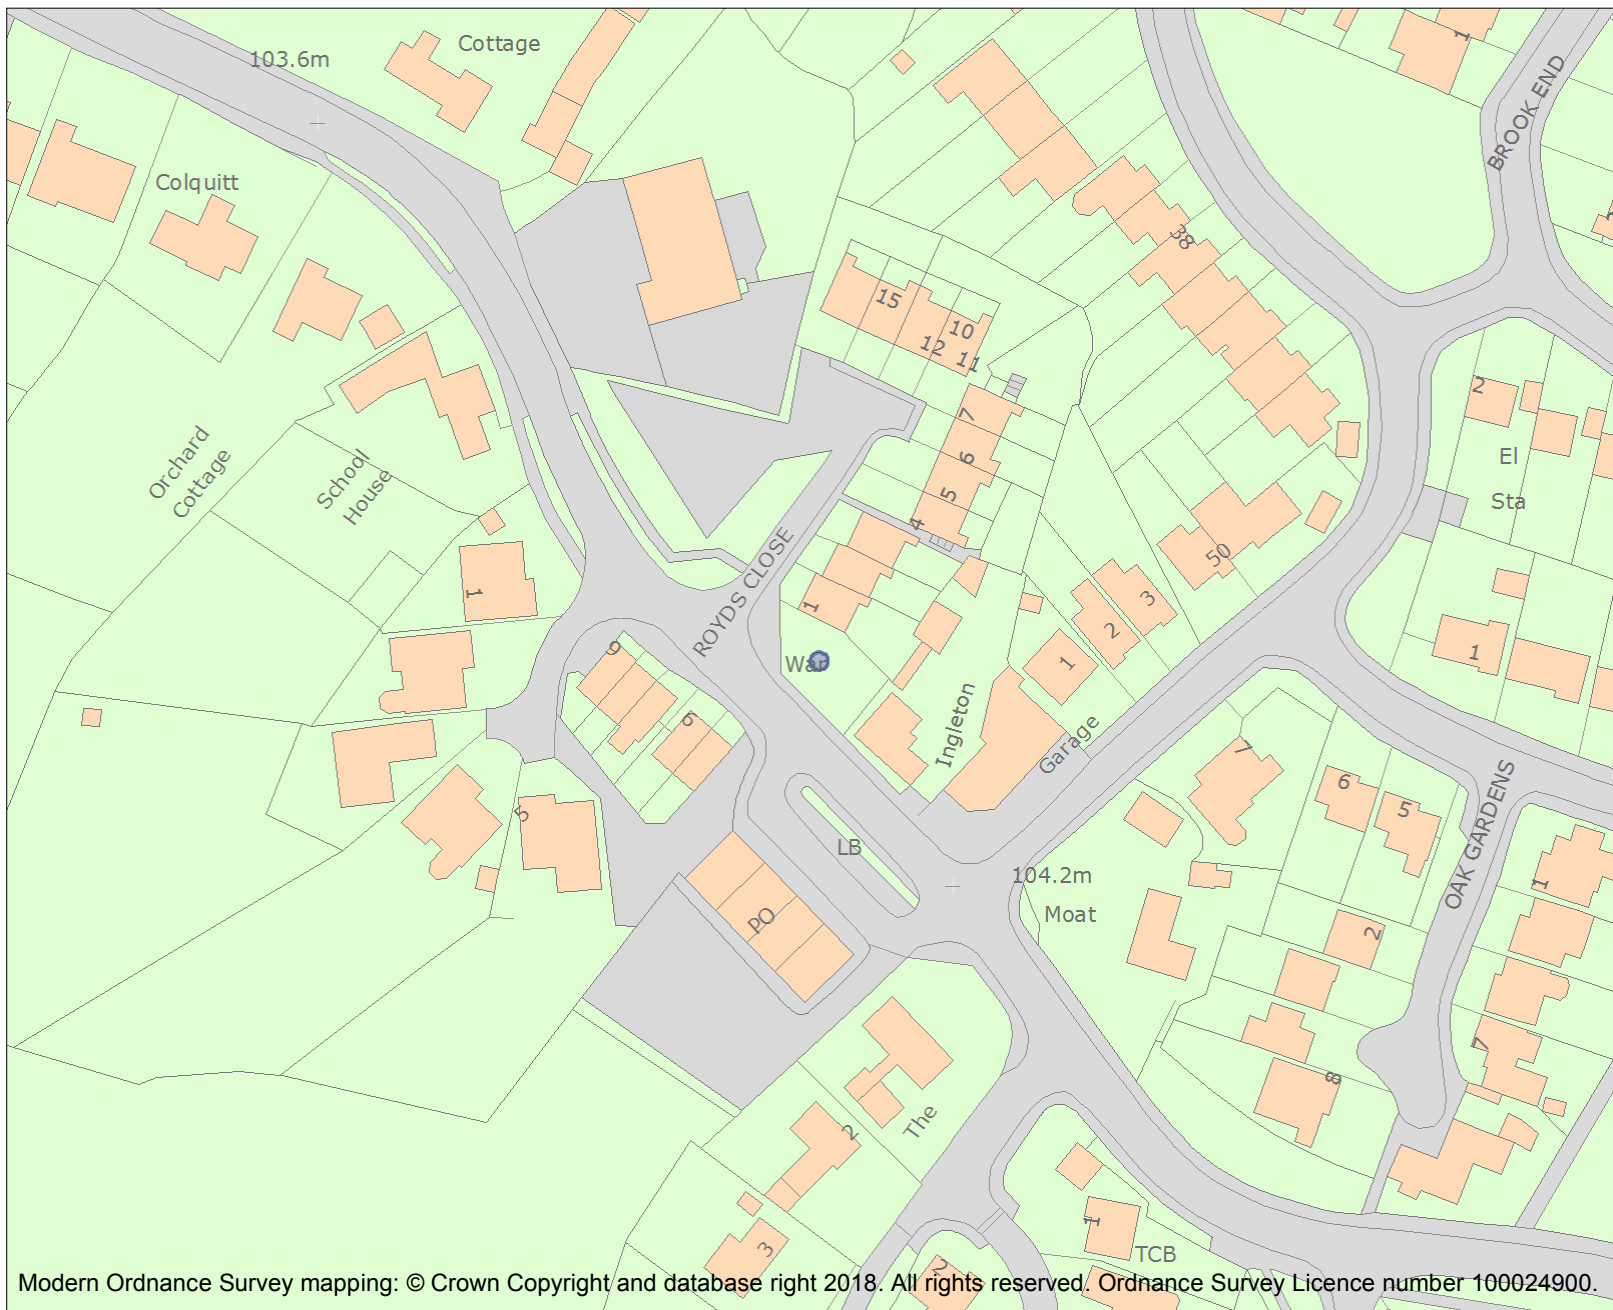 103.6m
Cottage
1
BROOK END
Colquitt
38
15
10
12
11
7
2
6
5
4
El
Sta
Orchard
Cottage
School
House
50
ROYDS CLOSE
1
1
3
2
1
War
9
6
Ingleton
Garage
1
7
6
5
OAK GARDENS
5
LB
104.2m
Moat
PO
1
2
7
8
The
2
3
1
TCB
2
Modern Ordnance Survey mapping: © Crown Copyright and database right 2018. All rights reserved. Ordnance Survey Licence number 100024900.